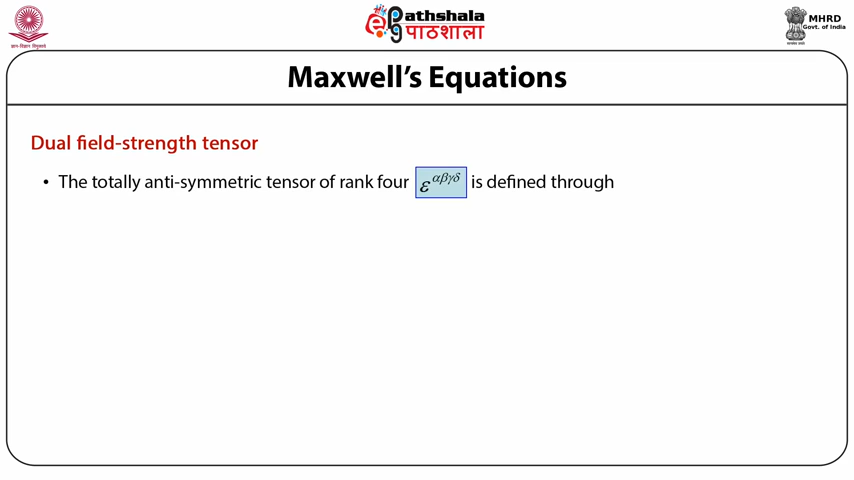 ePathshala
पाठशाला
MHRD
Govt. of India
Maxwell's Equations
Dual field-strength tensor
• The totally anti-symmetric tensor of rank four ε^{αβγδ} is defined through